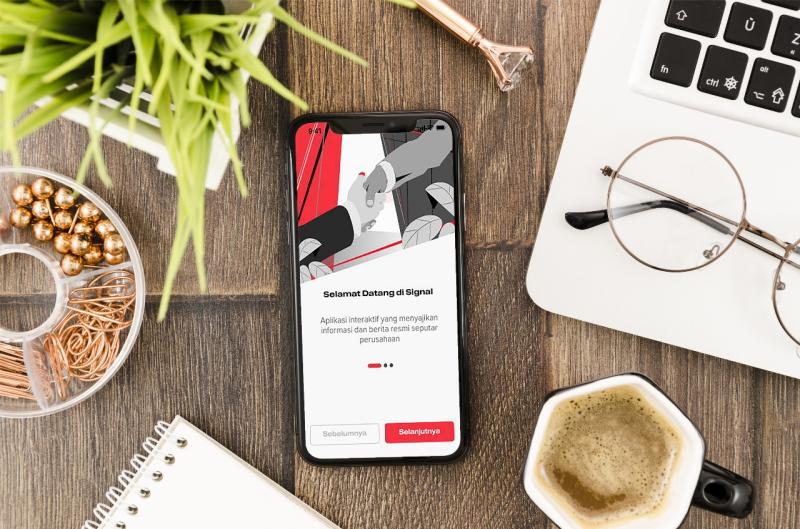 9:41
Selamat Datang di Signal
Aplikasi interaktif yang menyajikan
informasi dan berita resmi seputar
perusahaan
Sebelumnya
Selanjutnya
Ù
Z
fn
ctrl
alt